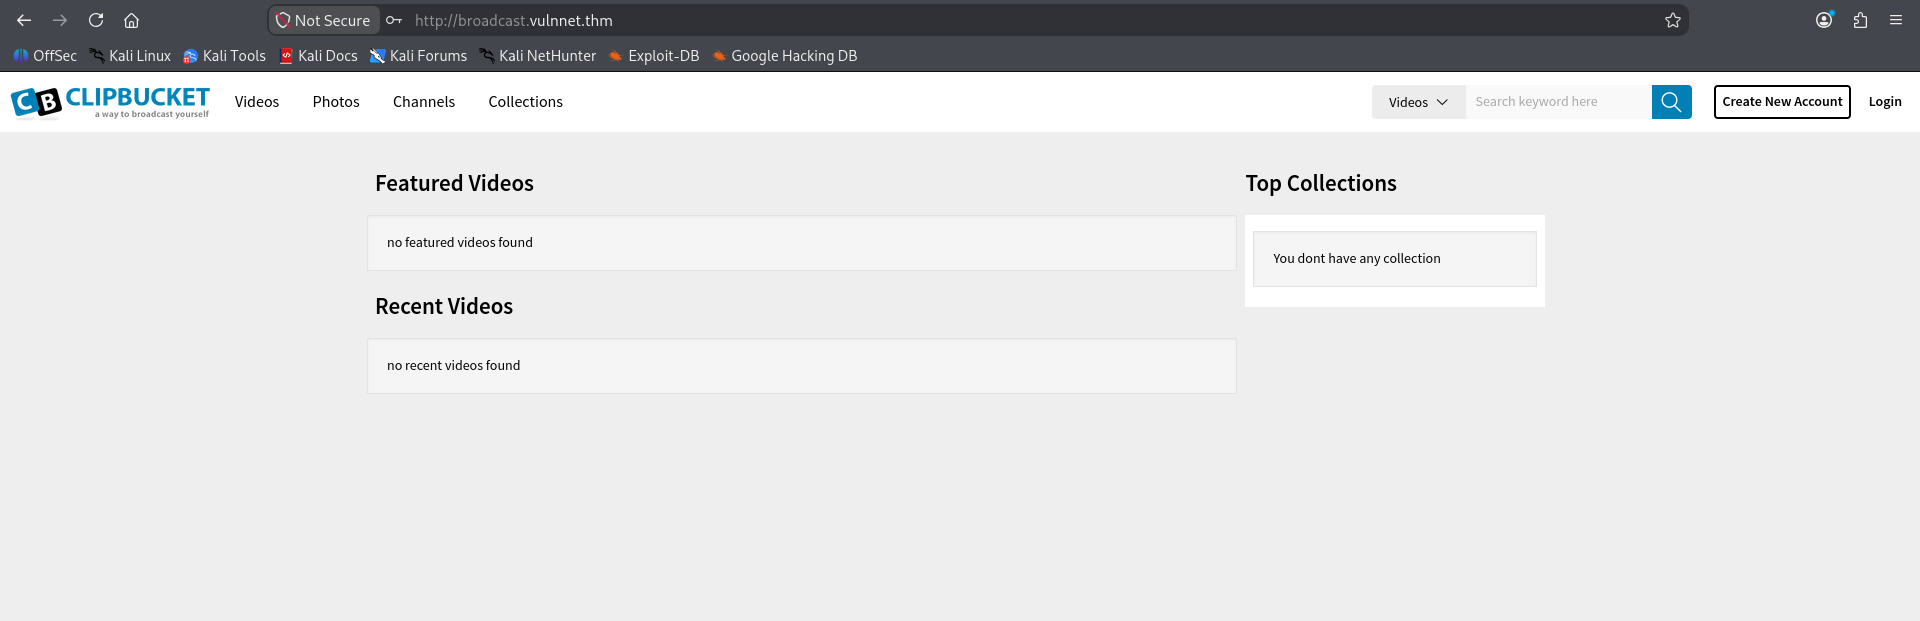 Not Secure http://broadcast.vulnnet.thm
OffSec Kali Linux Kali Tools Kali Docs Kali Forums Kali NetHunter Exploit-DB Google Hacking DB
CB CLIPBUCKET Videos Photos Channels Collections Videos Search keyword here Create New Account Login
a way to broadcast yourself
Featured Videos
no featured videos found
Recent Videos
no recent videos found
Top Collections
You dont have any collection